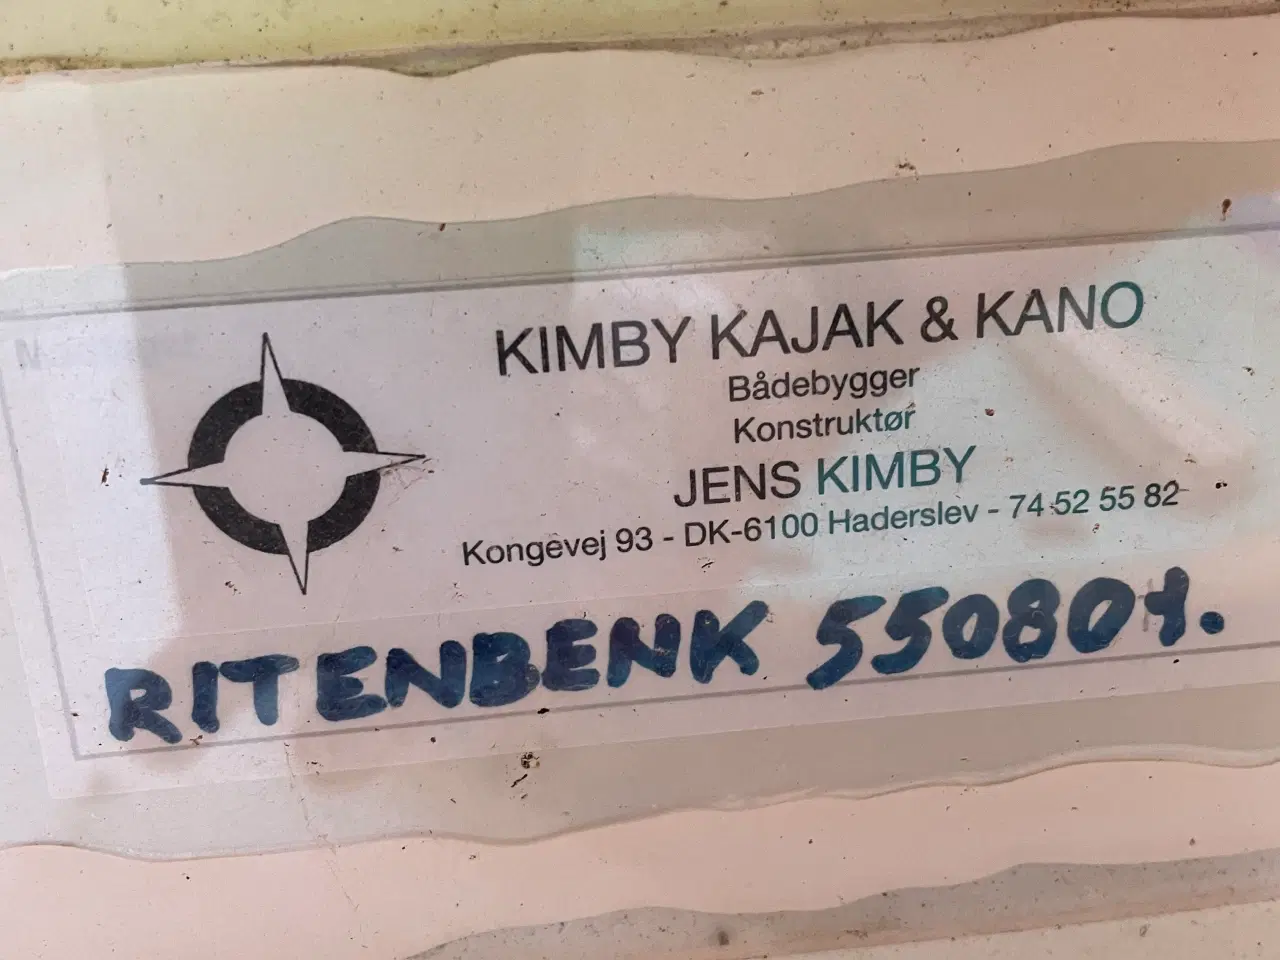 KIMBY KAJAK & KANO
Bådebygger
Konstruktør
JENS KIMBY
Kongevej 93 - DK-6100 Haderslev - 74 52 55 82
RITENBENK 550801.